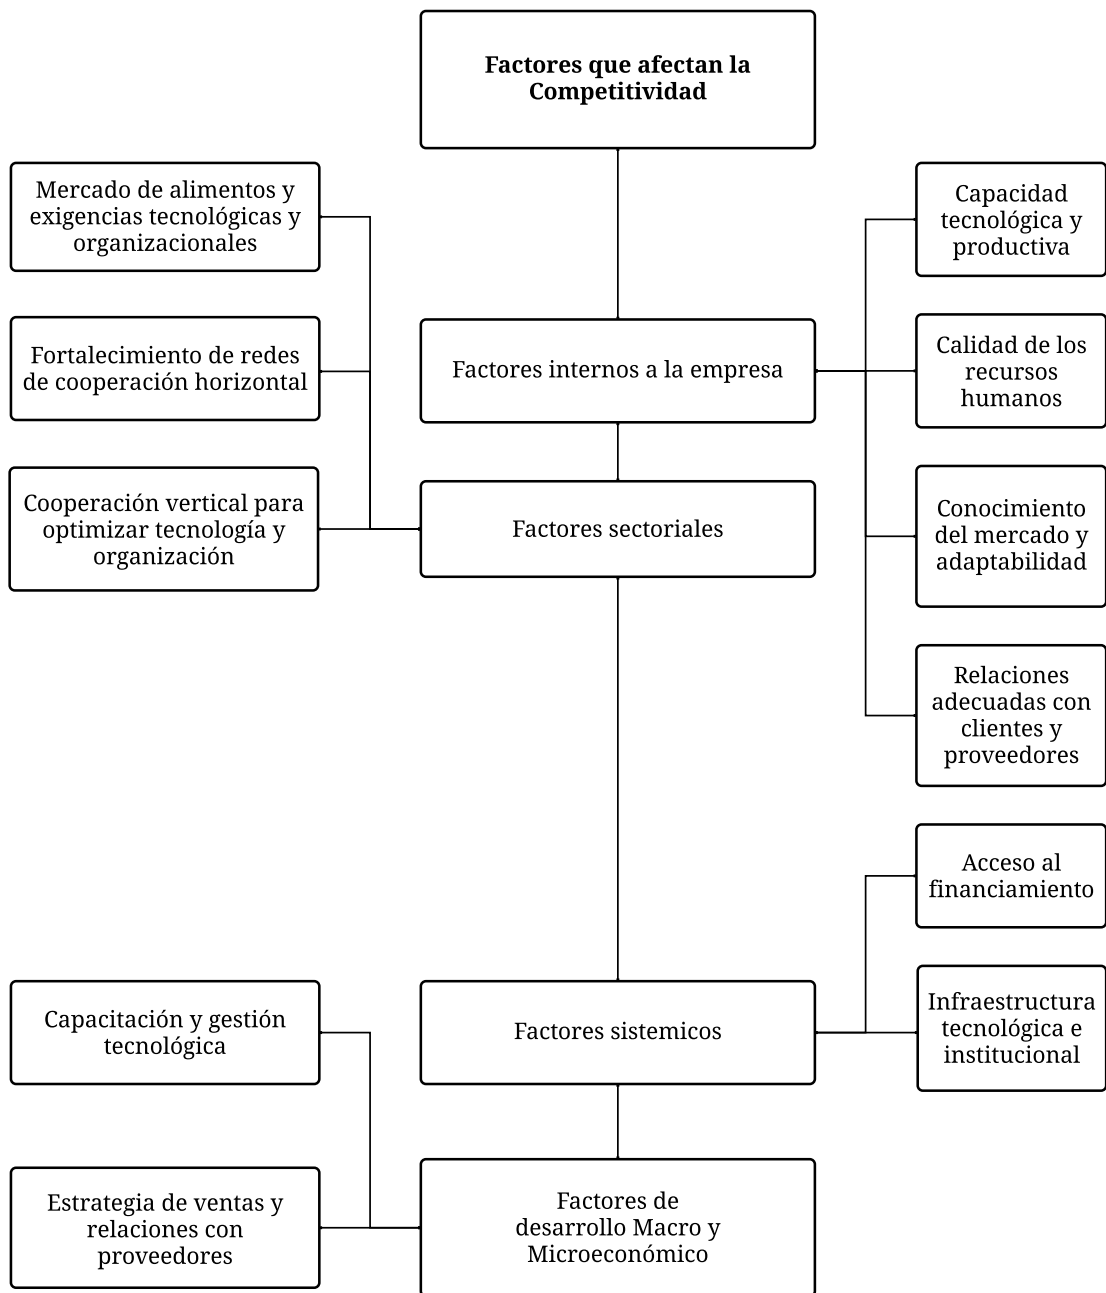 Factores que afectan la
Competitividad
Mercado de alimentos y
exigencias tecnológicas y
organizacionales
Capacidad
tecnológica y
productiva
Fortalecimiento de redes
de cooperación horizontal
Factores internos a la empresa
Calidad de los
recursos
humanos
Cooperación vertical para
optimizar tecnología y
organización
Factores sectoriales
Conocimiento
del mercado y
adaptabilidad
Relaciones
adecuadas con
clientes y
proveedores
Acceso al
financiamiento
Capacitación y gestión
tecnológica
Factores sistemicos
Infraestructura
tecnológica e
institucional
Estrategia de ventas y
relaciones con
proveedores
Factores de
desarrollo Macro y
Microeconómico